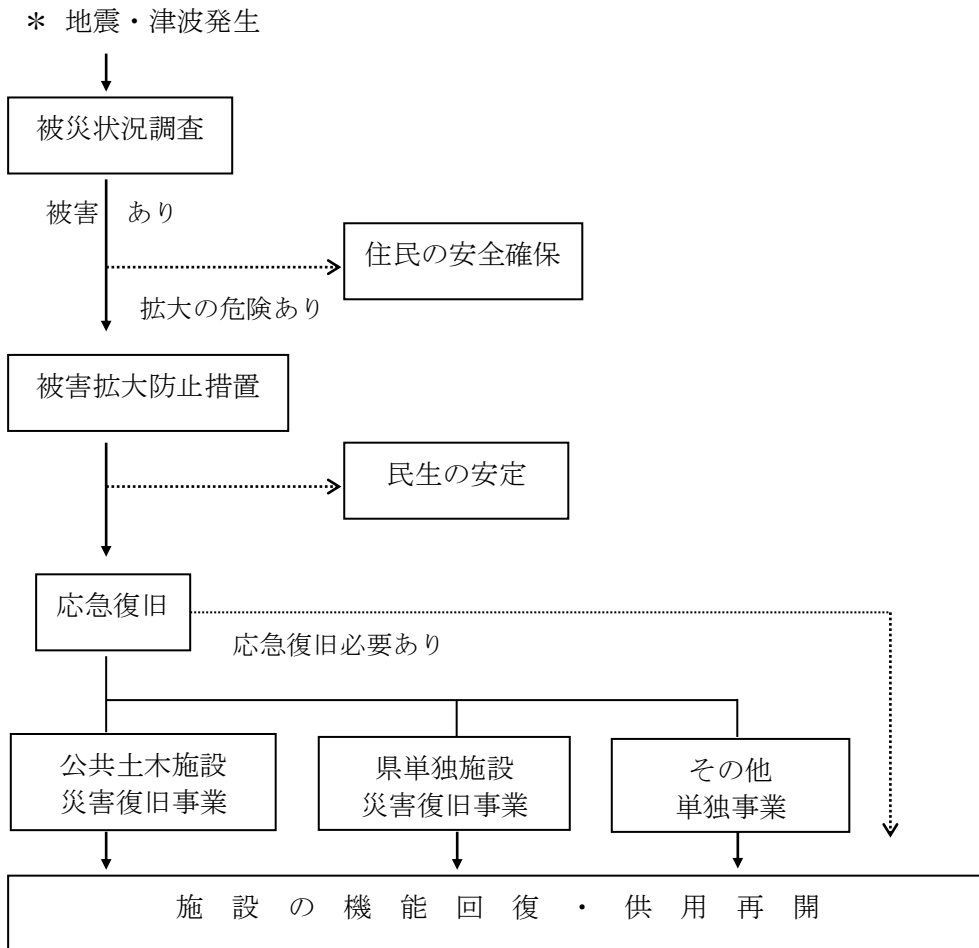 ＊ 地震・津波発生
被災状況調査
被害 あり
住民の安全確保
拡大の危険あり
被害拡大防止措置
民生の安定
応急復旧
応急復旧必要あり
公共土木施設
災害復旧事業
県単独施設
災害復旧事業
その他
単独事業
施設の機能回復・供用再開